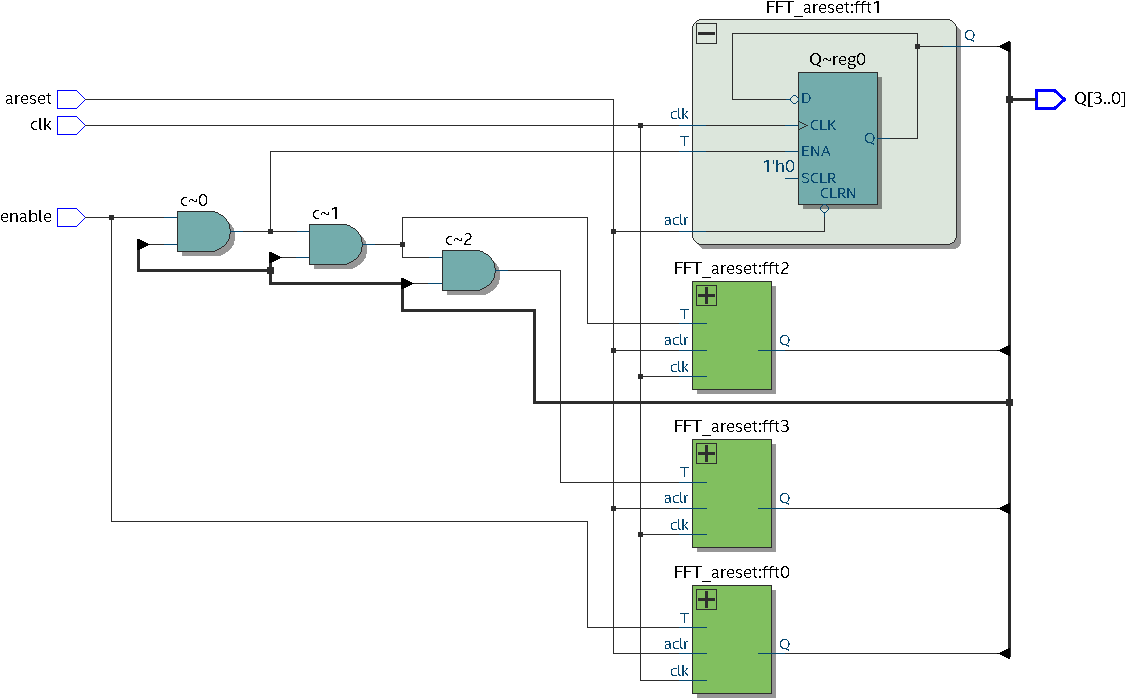 FFT_areset:fft1
Q
Q~reg0
areset
D
Q[3..0]
clk
clk
CLK
T
Q
ENA
1'h0
SCLR
CLRN
c~0
c~1
enable
aclr
c~2
FFT_areset:fft2
T
aclr
Q
clk
FFT_areset:fft3
T
aclr
Q
clk
FFT_areset:fft0
T
aclr
Q
clk